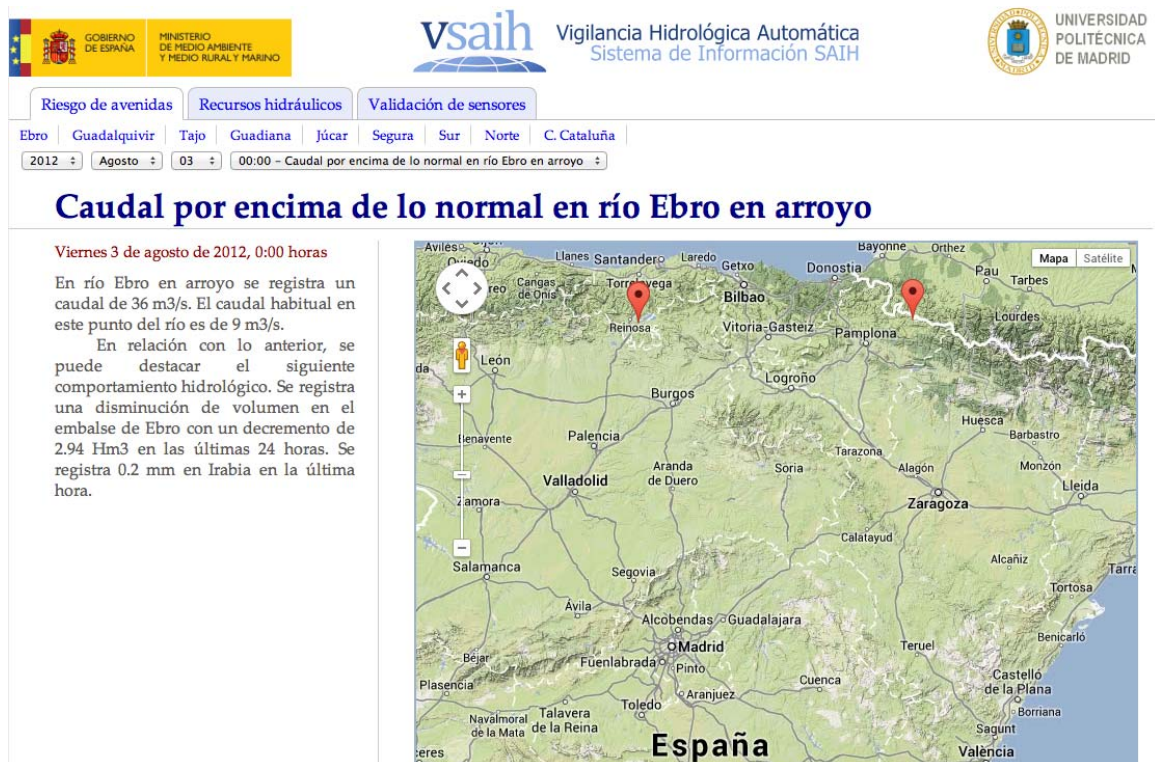 GOBIERNO
DE ESPAÑA
MINISTERIO
DE MEDIO AMBIENTE
Y MEDIO RURAL Y MARINO
vsaih
Vigilancia Hidrológica Automática
Sistema de Información SAIH
UNIVERSIDAD
POLITÉCNICA
DE MADRID
Riesgo de avenidas Recursos hidráulicos Validación de sensores
Ebro Guadalquivir Tajo Guadiana Júcar Segura Sur Norte C. Cataluña
2012 Agosto 03 00:00 – Caudal por encima de lo normal en río Ebro en arroyo
Caudal por encima de lo normal en río Ebro en arroyo
Viernes 3 de agosto de 2012, 0:00 horas
En río Ebro en arroyo se registra un
caudal de 36 m3/s. El caudal habitual en
este punto del río es de 9 m3/s.
En relación con lo anterior, se
puede destacar el siguiente
comportamiento hidrológico. Se registra
una disminución de volumen en el
embalse de Ebro con un decremento de
2.94 Hm3 en las últimas 24 horas. Se
registra 0.2 mm en Irabia en la última
hora.
Mapa Satélite
Avilés
Oviedo
Llanes Santander Laredo
Getxo
Donostia
Bayonne Orthez
Pau
Tarbes
Cangas
de Onís
Bilbao
Lourdes
Reinosa
Vitoria-Gasteiz
Pamplona
León
Logroño
Burgos
Huesca
Barbastro
Benavente
Palencia
Tarazona
Aranda
de Duero
Soria
Alagón
Monzón
Valladolid
Lleida
Zamora
Zaragoza
Calatayud
Salamanca
Segovia
Alcañiz
Tarra
Tortosa
Ávila
Alcobendas Guadalajara
Madrid
Benicarló
Teruel
Béjar
Fuenlabrada Pinto
Plasencia
Cuenca
Castelló
de la Plana
Aranjuez
Toledo
Borriana
Navalmoral
de la Mata
Talavera
de la Reina
Sagunt
España
València
ceres